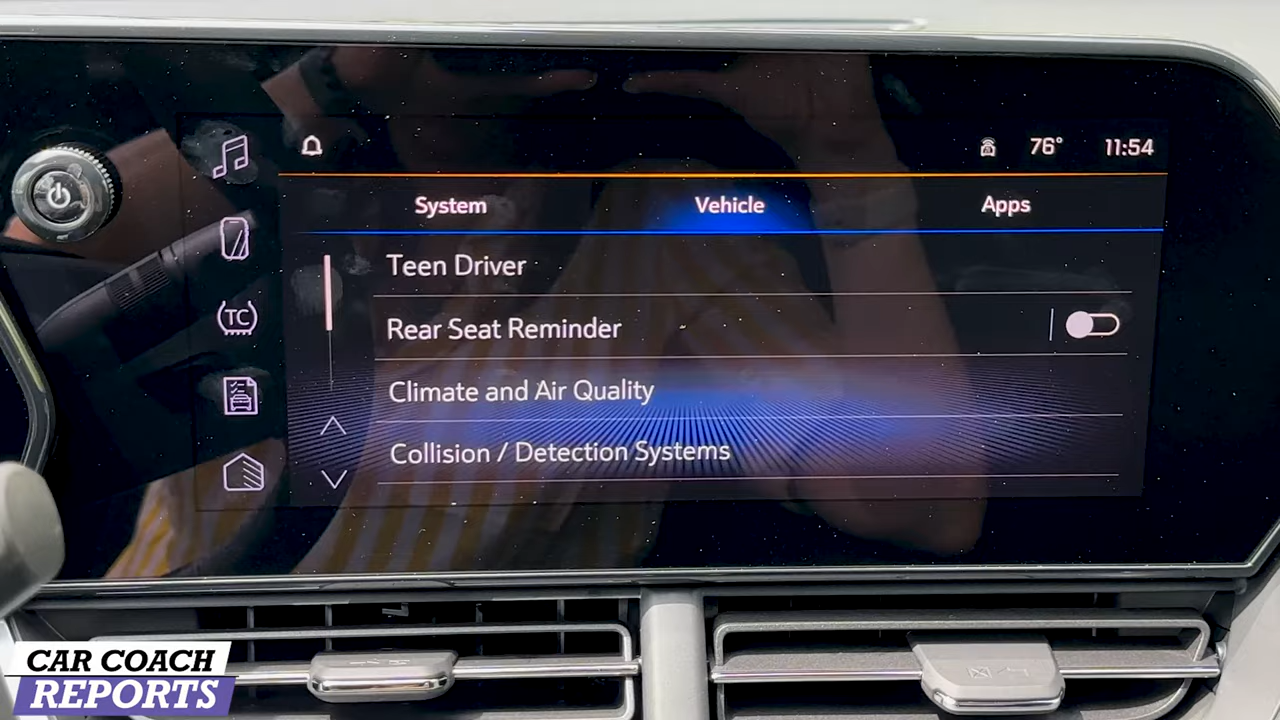 76° 11:54
System Vehicle Apps
Teen Driver
Rear Seat Reminder
TC
Climate and Air Quality
Collision / Detection Systems
CAR COACH
REPORTS